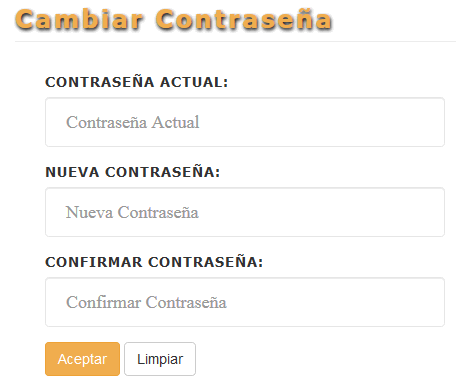 Cambiar Contraseña
CONTRASEÑA ACTUAL:
Contraseña Actual
NUEVA CONTRASEÑA:
Nueva Contraseña
CONFIRMAR CONTRASEÑA:
Confirmar Contraseña
Aceptar Limpiar